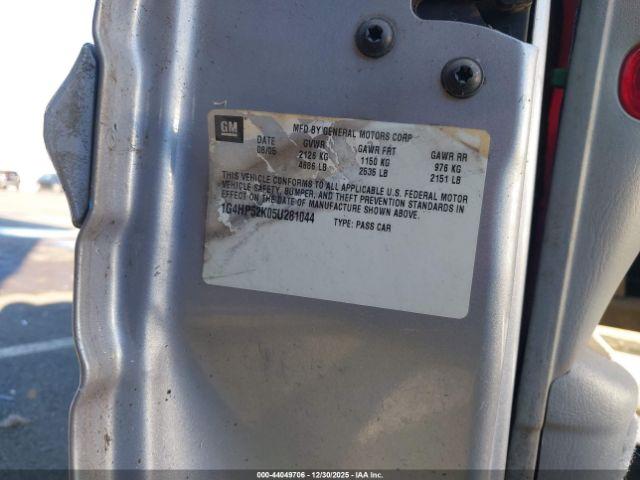 GM
MFD BY GENERAL MOTORS CORP
DATE GVWR GAWR FRT GAWR RR
08/05 2126 KG 1150 KG 976 KG
4686 LB 2535 LB 2151 LB
THIS VEHICLE CONFORMS TO ALL APPLICABLE U.S. FEDERAL MOTOR
VEHICLE SAFETY, BUMPER, AND THEFT PREVENTION STANDARDS IN
EFFECT ON THE DATE OF MANUFACTURE SHOWN ABOVE.
1G4HP52K05U281044 TYPE: PASS CAR
000-44049706 - 12/30/2025 - IAA Inc.